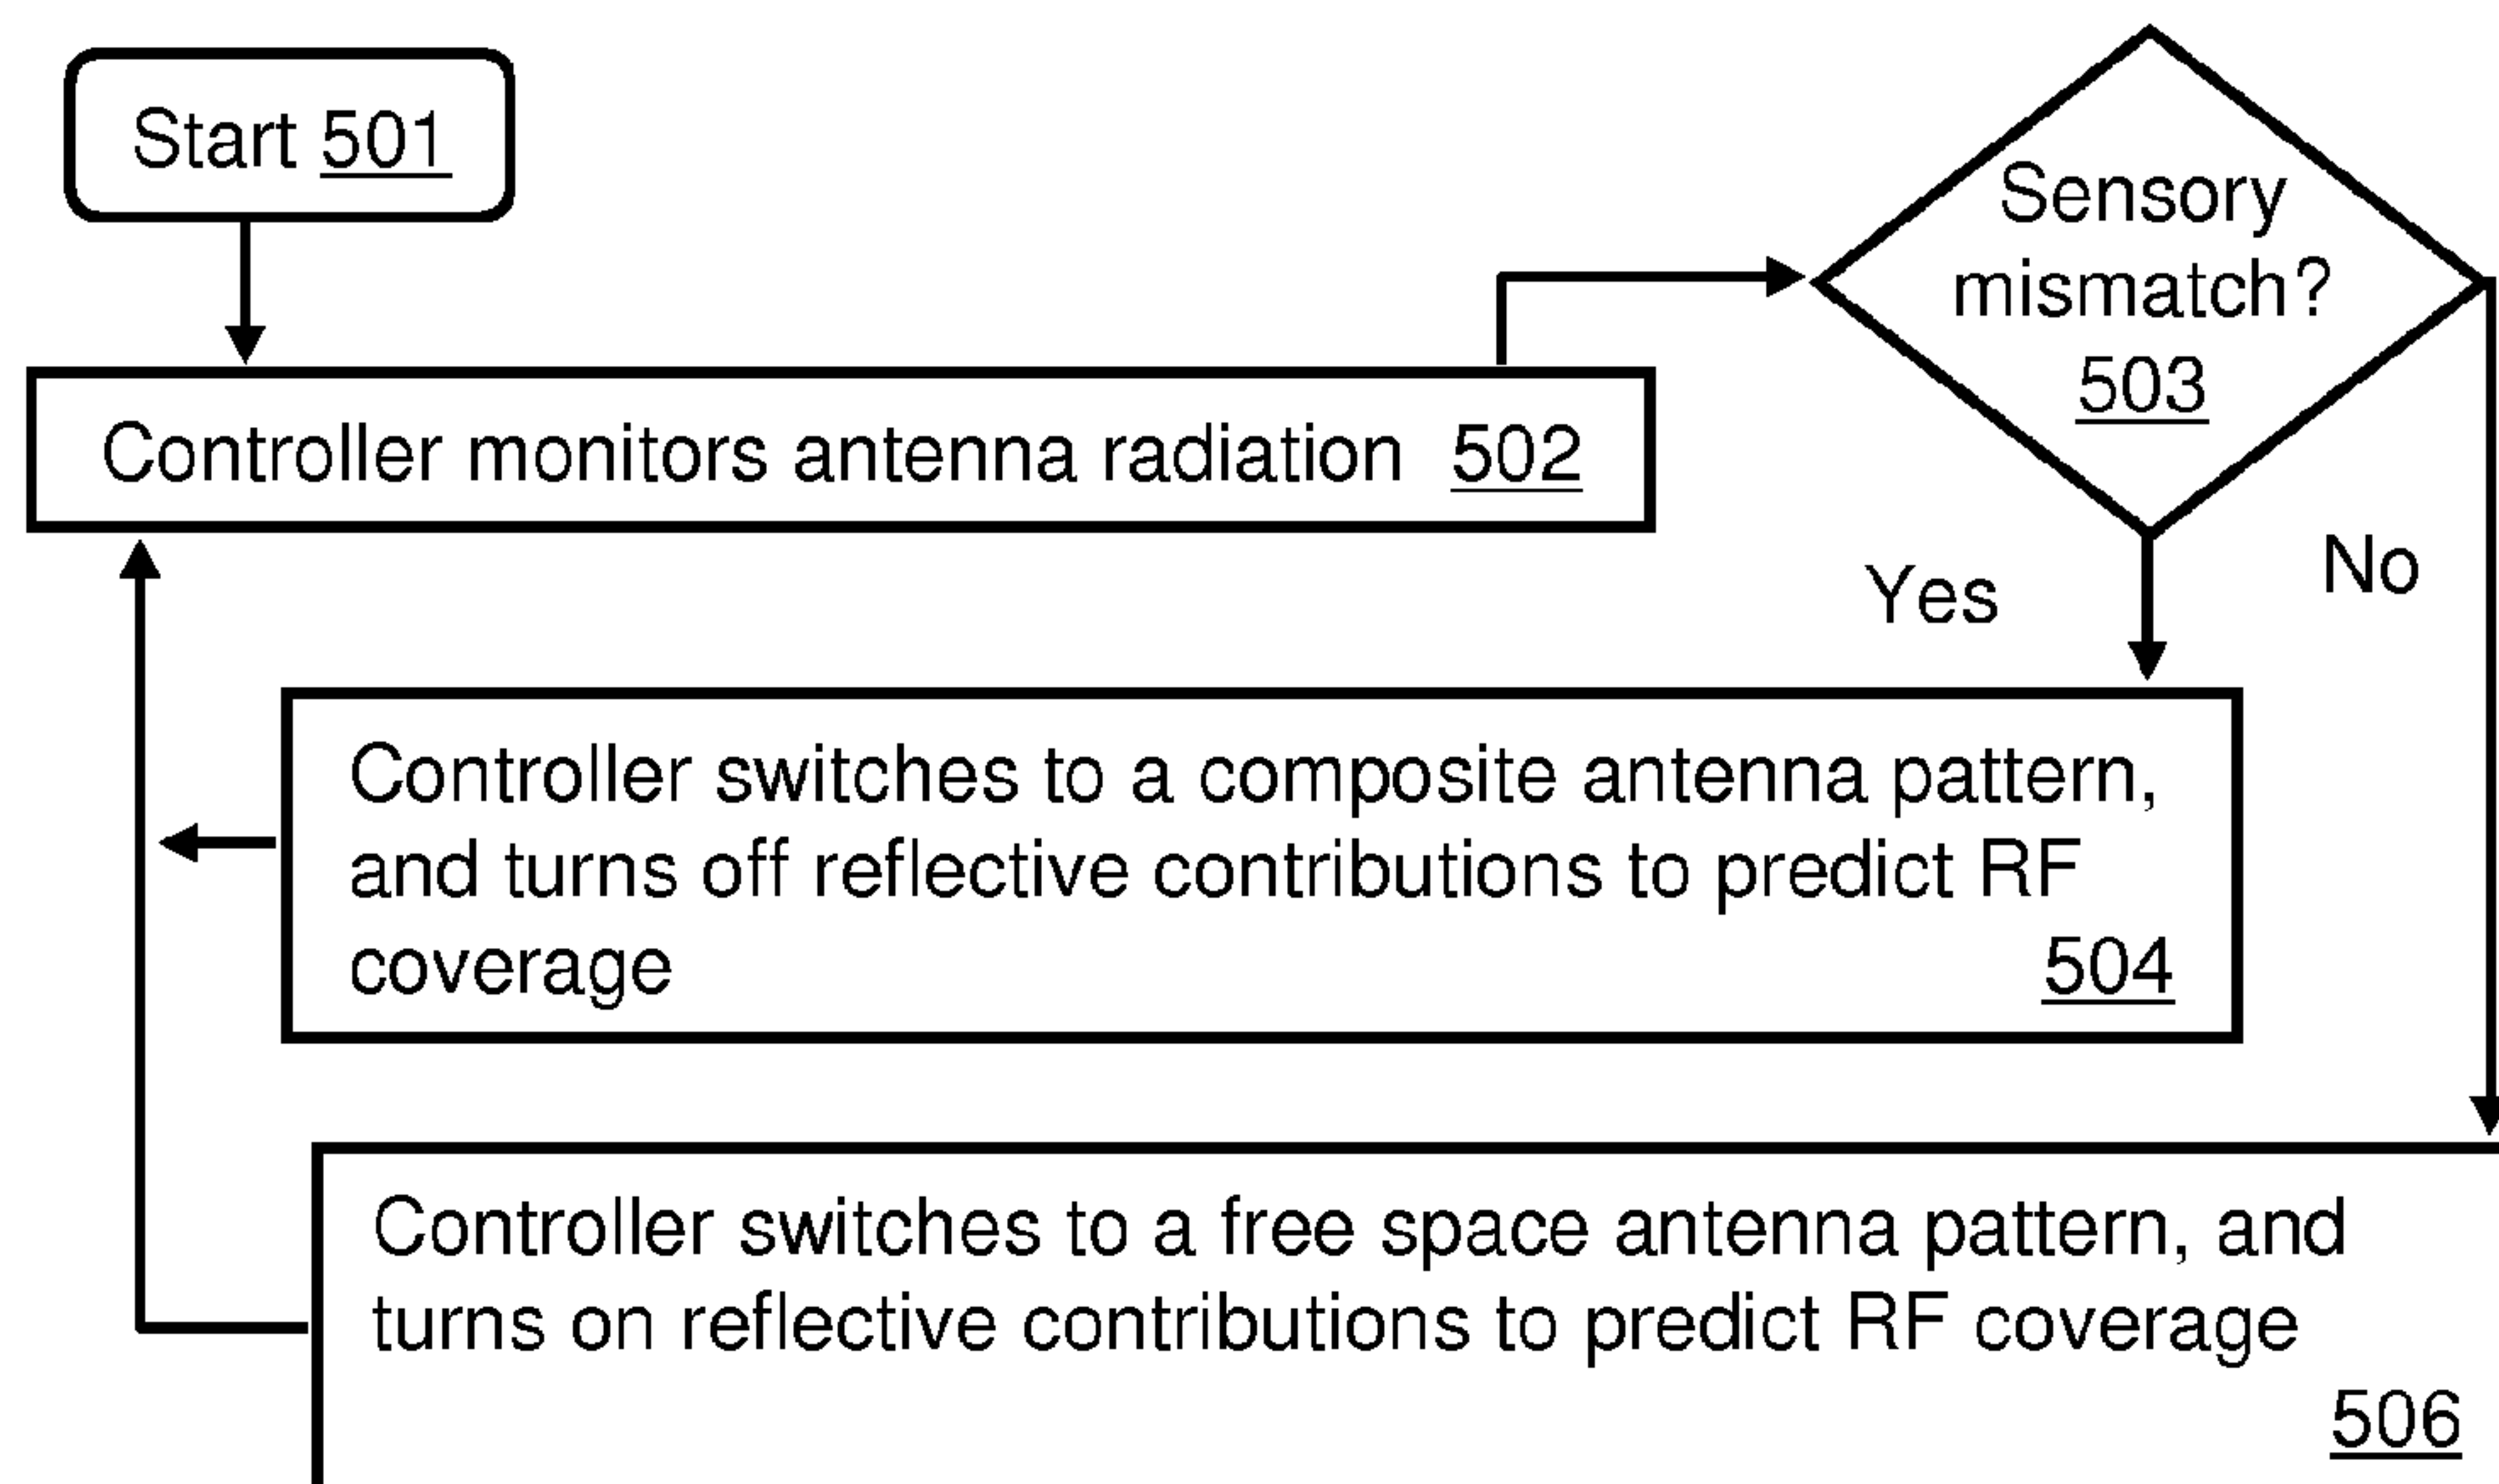 Start 501
Controller monitors antenna radiation 502
Sensory
mismatch?
503
Yes
No
Controller switches to a composite antenna pattern,
and turns off reflective contributions to predict RF
coverage 504
Controller switches to a free space antenna pattern, and
turns on reflective contributions to predict RF coverage
506